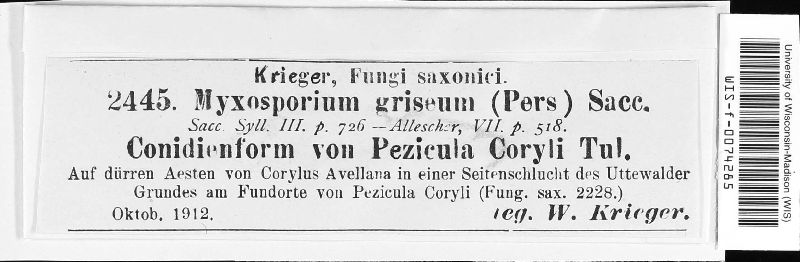 Krieger, Fungi saxonici.
2445. Myxosporium griseum (Pers) Sacc.
Sacc. Syll. III. p. 726 — Allescher, VII. p. 518.
Conidienform von Pezicula Coryli Tul.
Auf dürren Aesten von Corylus Avellana in einer Seitenschlucht des Uttewalder
Grundes am Fundorte von Pezicula Coryli (Fung. sax. 2228.)
Oktob. 1912. leg. W. Krieger.
University of Wisconsin-Madison (WIS)
WIS-f-0074265